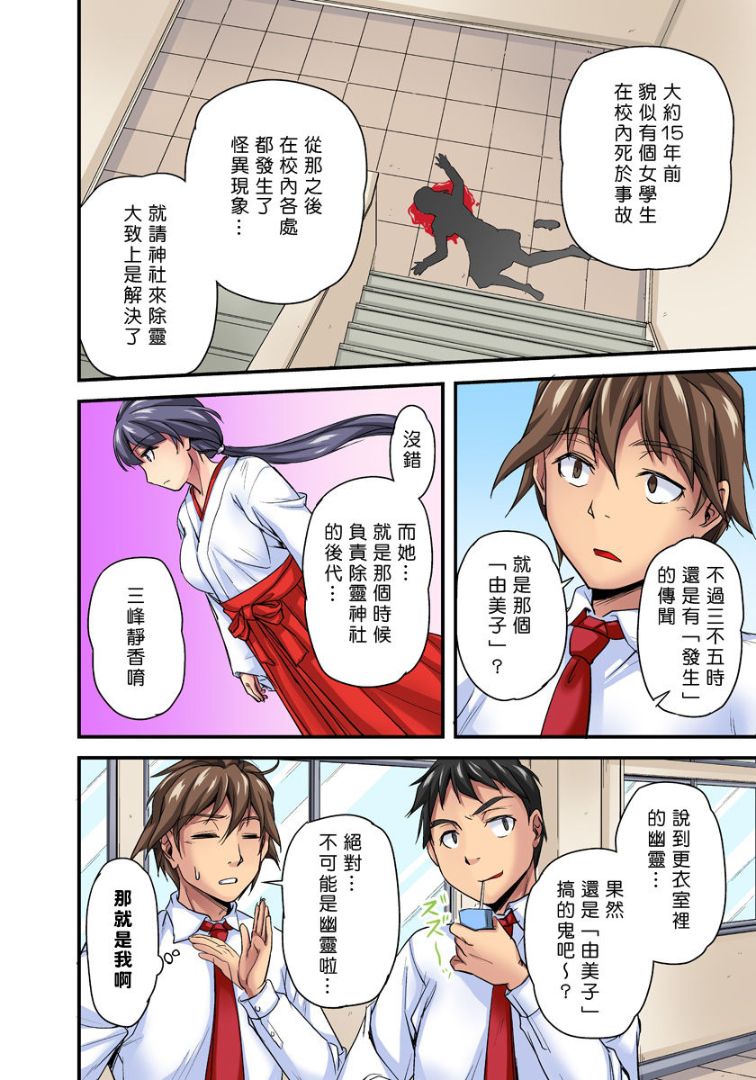 大約15年前
貌似有個女學生
在校內死於事故
從那之後
在校內各處
都發生了
怪異現象…
就請神社來除靈
大致上是解決了
不過三不五時
還是有「發生」
的傳聞
就是那個
「由美子」？
沒錯
而她…
就是那個時候
負責除靈神社
的後代…
三峰靜香唷
說到更衣室裡
的幽靈…
果然
還是「由美子」
搞的鬼吧～？
ズズ～ッ
絕對…
不可能是幽靈啦…
那就是我啊